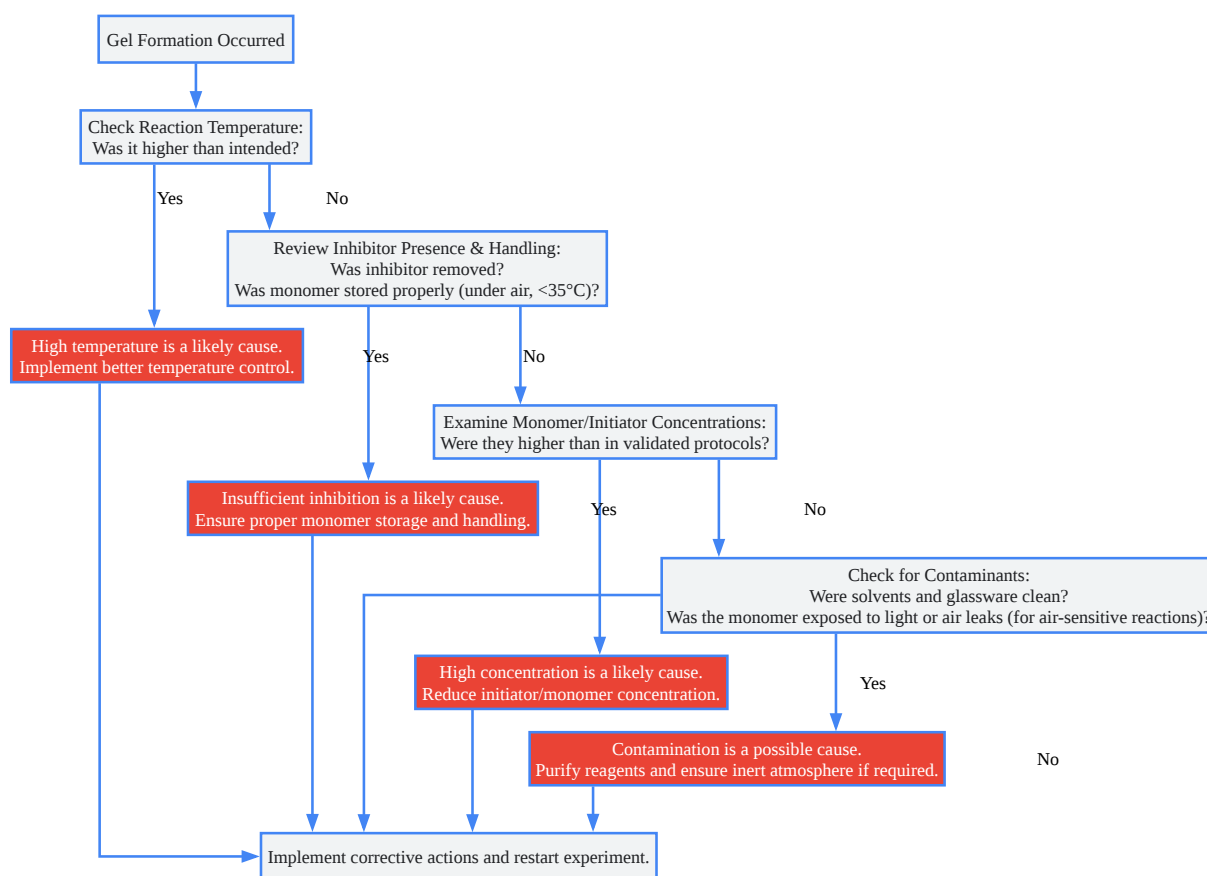 Gel Formation Occurred
Check Reaction Temperature:
Was it higher than intended?
Yes
No
Review Inhibitor Presence & Handling:
Was inhibitor removed?
Was monomer stored properly (under air, <35°C)?
High temperature is a likely cause.
Implement better temperature control.
Yes
No
Examine Monomer/Initiator Concentrations:
Were they higher than in validated protocols?
Insufficient inhibition is a likely cause.
Ensure proper monomer storage and handling.
Yes
No
Check for Contaminants:
Were solvents and glassware clean?
Was the monomer exposed to light or air leaks (for air-sensitive reactions)?
High concentration is a likely cause.
Reduce initiator/monomer concentration.
Yes
Contamination is a possible cause.
Purify reagents and ensure inert atmosphere if required.
No
Implement corrective actions and restart experiment.